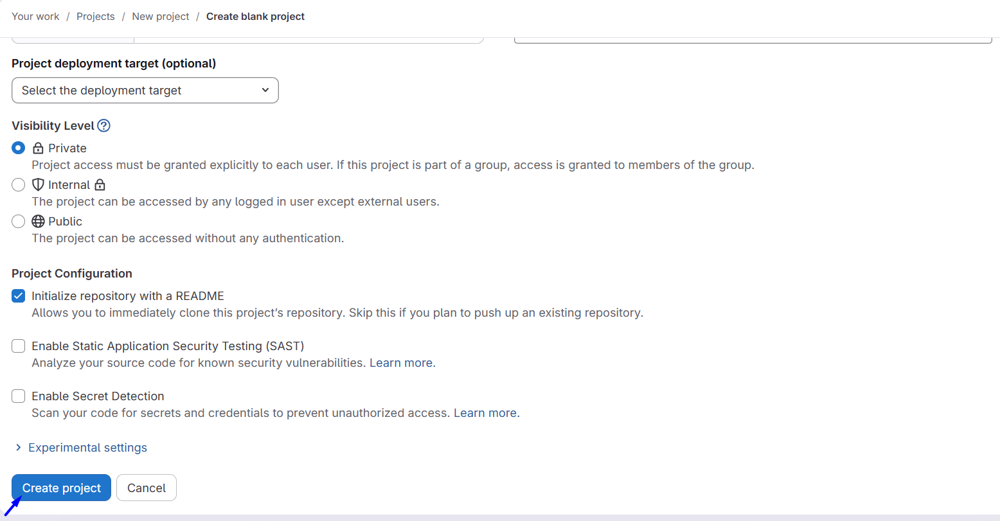 Your work / Projects / New project / Create blank project
Project deployment target (optional)
Select the deployment target
Visibility Level
Private
Project access must be granted explicitly to each user. If this project is part of a group, access is granted to members of the group.
Internal
The project can be accessed by any logged in user except external users.
Public
The project can be accessed without any authentication.
Project Configuration
Initialize repository with a README
Allows you to immediately clone this project’s repository. Skip this if you plan to push up an existing repository.
Enable Static Application Security Testing (SAST)
Analyze your source code for known security vulnerabilities. Learn more.
Enable Secret Detection
Scan your code for secrets and credentials to prevent unauthorized access. Learn more.
Experimental settings
Create project Cancel